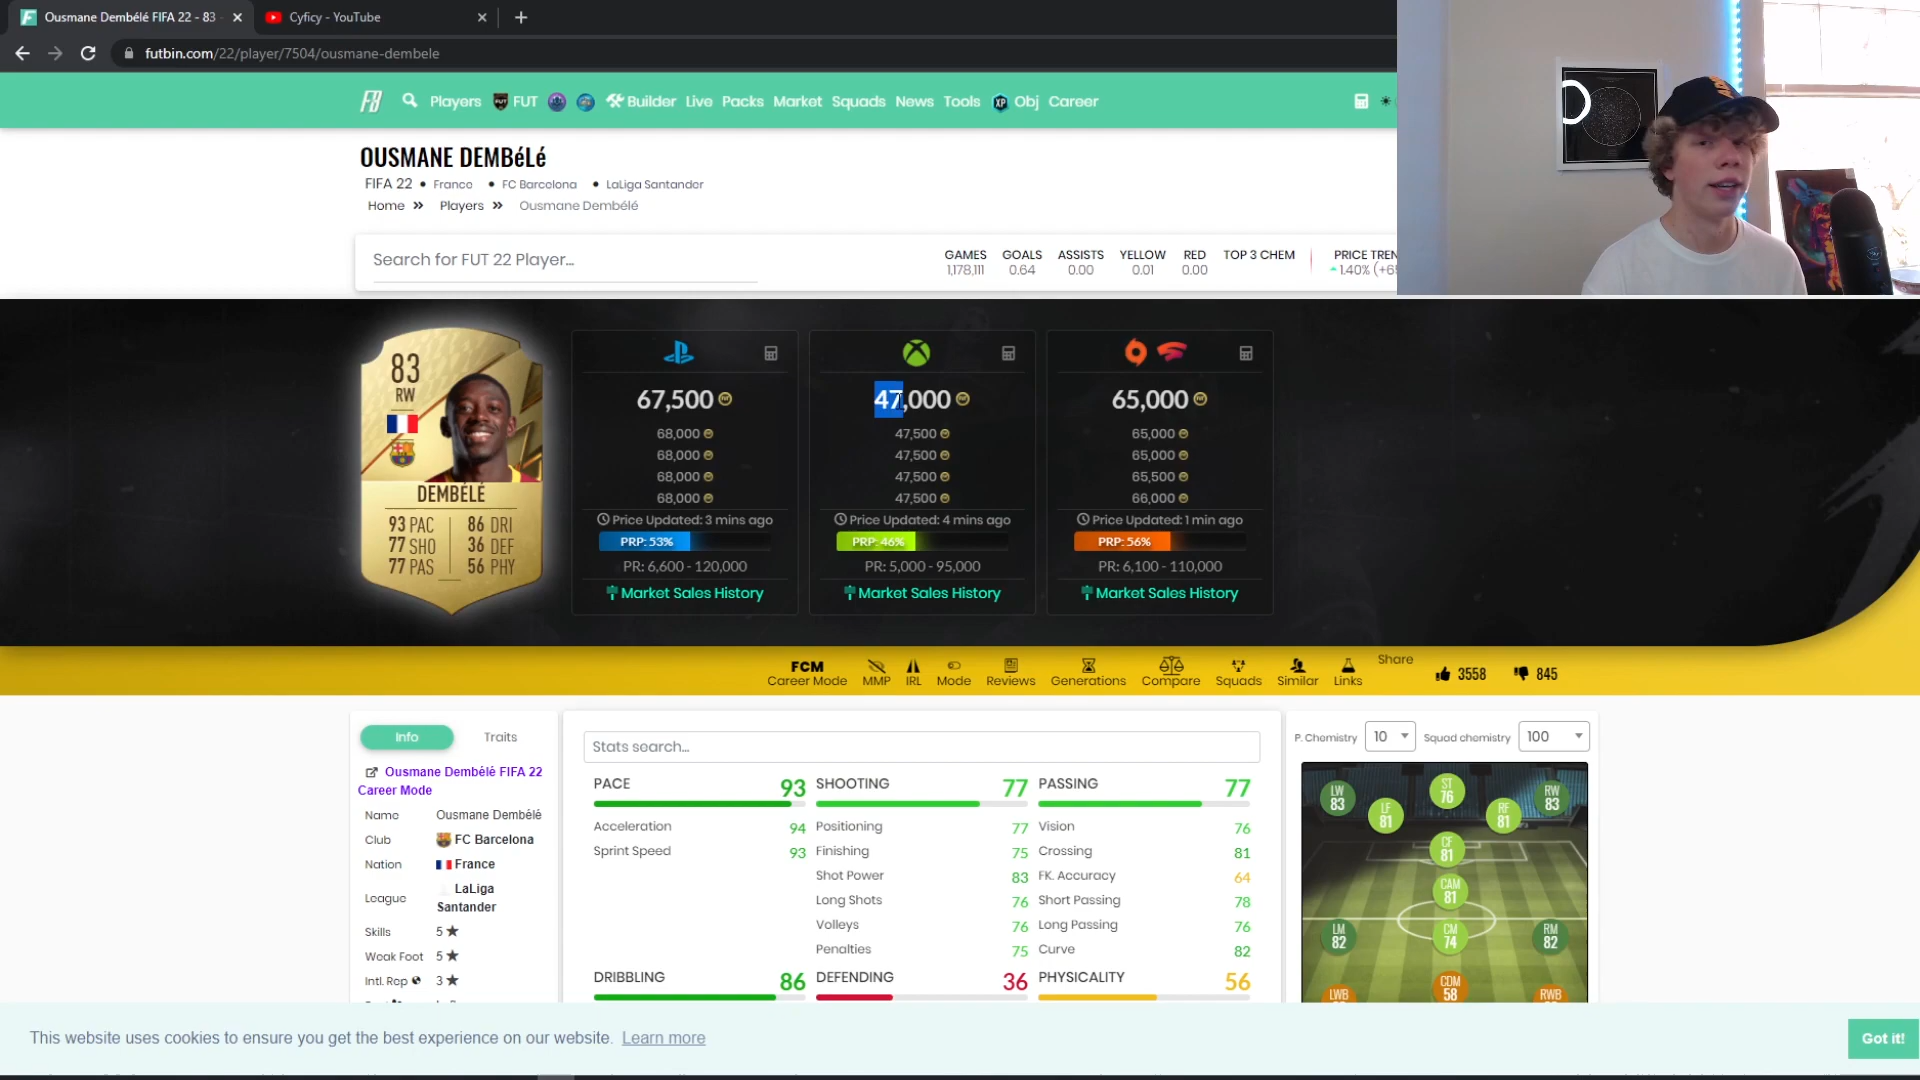 Ousmane Dembélé FIFA 22 - 83
Cyficy - YouTube
futbin.com/22/player/7504/ousmane-dembele
Players FUT Builder Live Packs Market Squads News Tools XP Obj Career
OUSMANE DEMBéLé
FIFA 22 • France • FC Barcelona • LaLiga Santander
Home » Players » Ousmane Dembélé
Search for FUT 22 Player...
GAMES GOALS ASSISTS YELLOW RED TOP 3 CHEM PRICE TREN
1,178,111 0.64 0.00 0.01 0.00 1.40%
83
RW
DEMBÉLÉ
93 PAC 86 DRI
77 SHO 36 DEF
77 PAS 56 PHY
67,500
68,000
68,000
68,000
68,000
Price Updated: 3 mins ago
PRP: 53%
PR: 6,600 - 120,000
Market Sales History
47,000
47,500
47,500
47,500
47,500
Price Updated: 4 mins ago
PRP: 46%
PR: 5,000 - 95,000
Market Sales History
65,000
65,000
65,000
65,500
66,000
Price Updated: 1 min ago
PRP: 56%
PR: 6,100 - 110,000
Market Sales History
FCM
Career Mode MMP IRL Mode Reviews Generations Compare Squads Similar Links Share 3558 845
Info Traits
Ousmane Dembélé FIFA 22
Career Mode
Name Ousmane Dembélé
Club FC Barcelona
Nation France
League LaLiga
Santander
Skills 5 ★
Weak Foot 5 ★
Intl. Rep 3 ★
Stats search...
PACE 93
Acceleration 94
Sprint Speed 93
SHOOTING 77
Positioning 77
Finishing 75
Shot Power 83
Long Shots 76
Volleys 76
Penalties 75
PASSING 77
Vision 76
Crossing 81
FK. Accuracy 64
Short Passing 78
Long Passing 76
Curve 82
DRIBBLING 86
DEFENDING 36
PHYSICALITY 56
P. Chemistry 10 Squad chemistry 100
LW
83
ST
76
RW
83
LF
81
RF
81
CF
81
CAM
81
LM
82
CM
74
RM
82
CDM
58
LWB
RWB
This website uses cookies to ensure you get the best experience on our website. Learn more
Got it!